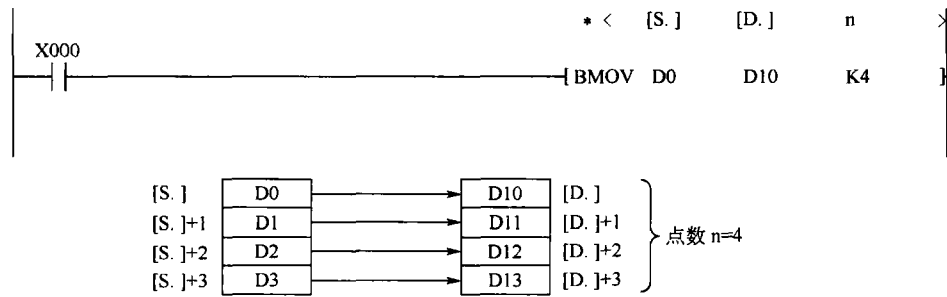 * < [S. ] [D. ] n >
X000
[ BMOV D0 D10 K4 ]
[S. ] D0 D10 [D. ]
[S. ]+1 D1 D11 [D. ]+1
[S. ]+2 D2 D12 [D. ]+2
[S. ]+3 D3 D13 [D. ]+3
点数 n=4